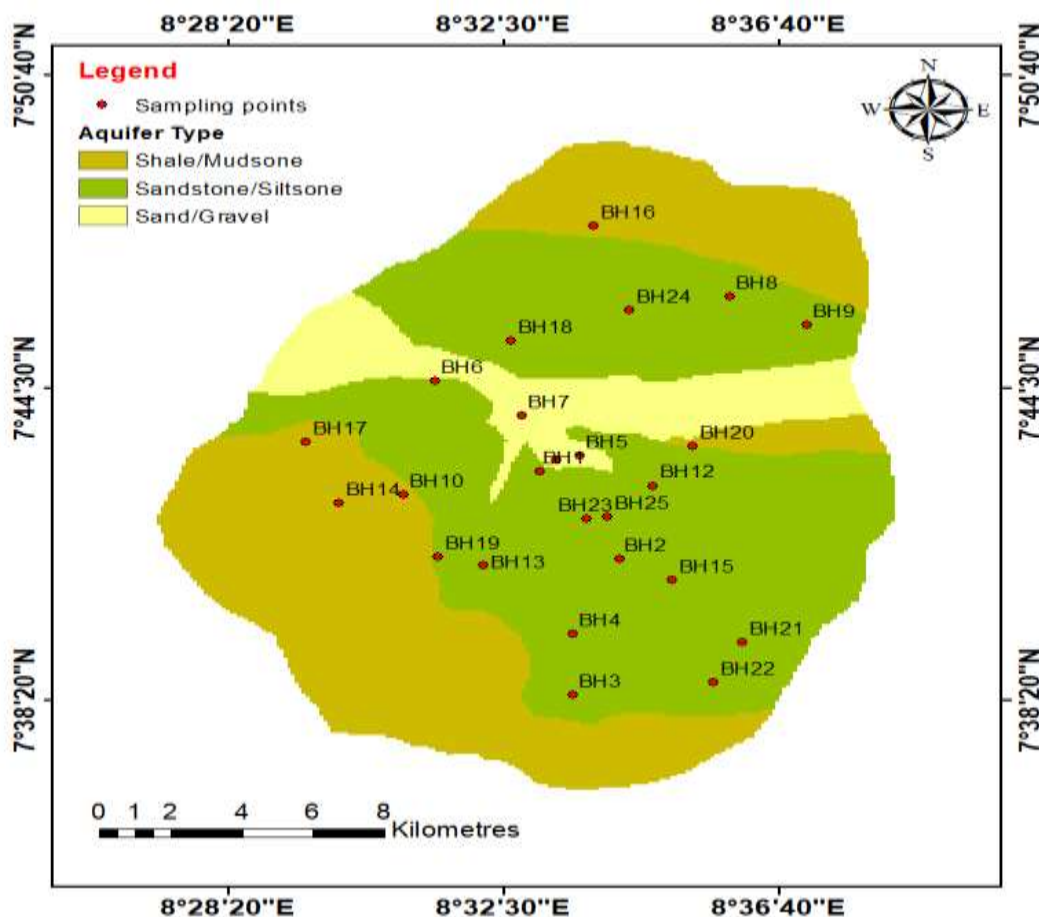 8°28'20"E 8°32'30"E 8°36'40"E
7°50'40"N 7°50'40"N
Legend
Sampling points
Aquifer Type
Shale/Mudsone
Sandstone/Siltsone
Sand/Gravel
N
W E
S
BH16
BH8
BH24
BH9
BH18
BH6
7°44'30"N 7°44'30"N
BH7
BH17
BH5
BH20
BH1
BH12
BH14
BH10
BH23
BH25
BH19
BH13
BH2
BH15
BH4
BH21
BH22
BH3
7°38'20"N 7°38'20"N
0 1 2 4 6 8
Kilometres
8°28'20"E 8°32'30"E 8°36'40"E